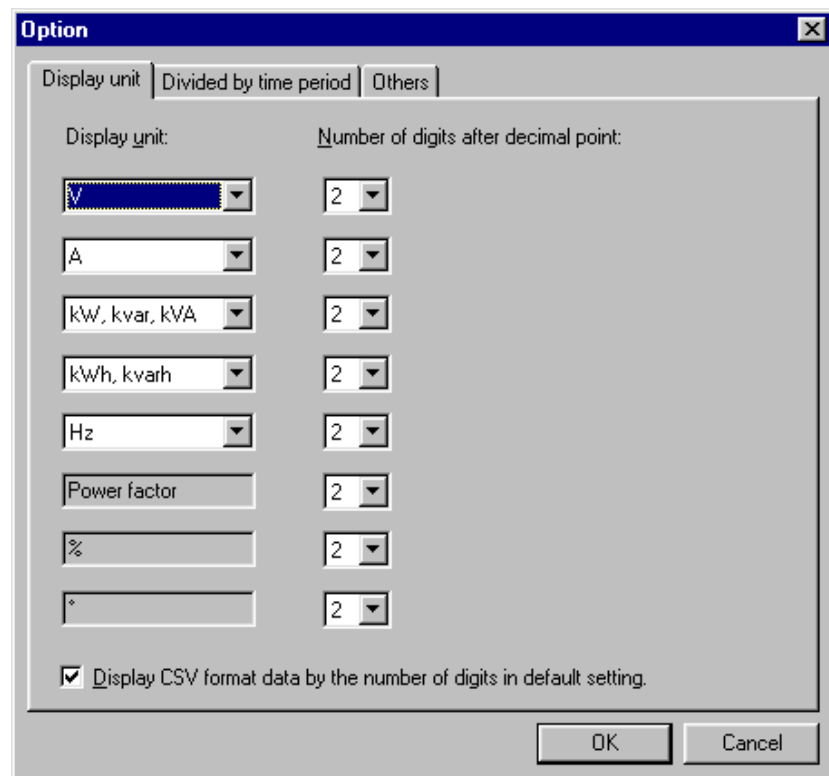 Option
Display unit Divided by time period Others
Display unit: Number of digits after decimal point:
V 2
A 2
kW, kvar, kVA 2
kWh, kvarh 2
Hz 2
Power factor 2
% 2
° 2
Display CSV format data by the number of digits in default setting.
OK Cancel